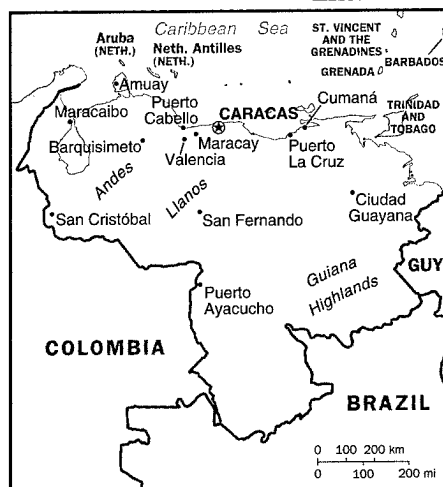 Caribbean Sea
Aruba
(NETH.)
Neth. Antilles
(NETH.)
ST. VINCENT
AND THE
GRENADINES
BARBADOS
GRENADA
Amuay
Puerto
Cabello
CARACAS
Cumaná
TRINIDAD
AND
TOBAGO
Maracaibo
Barquisimeto
Valencia
Maracay
Puerto
La Cruz
Andes
Llanos
Ciudad
Guayana
San Cristóbal
San Fernando
GUY
Guiana
Highlands
Puerto
Ayacucho
COLOMBIA
BRAZIL
0 100 200 km
0 100 200 mi